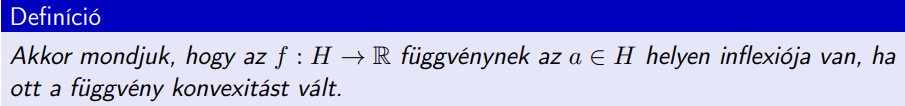 Definíció
Akkor mondjuk, hogy az f : H → ℝ függvénynek az a ∈ H helyen inflexiója van, ha
ott a függvény konvexitást vált.